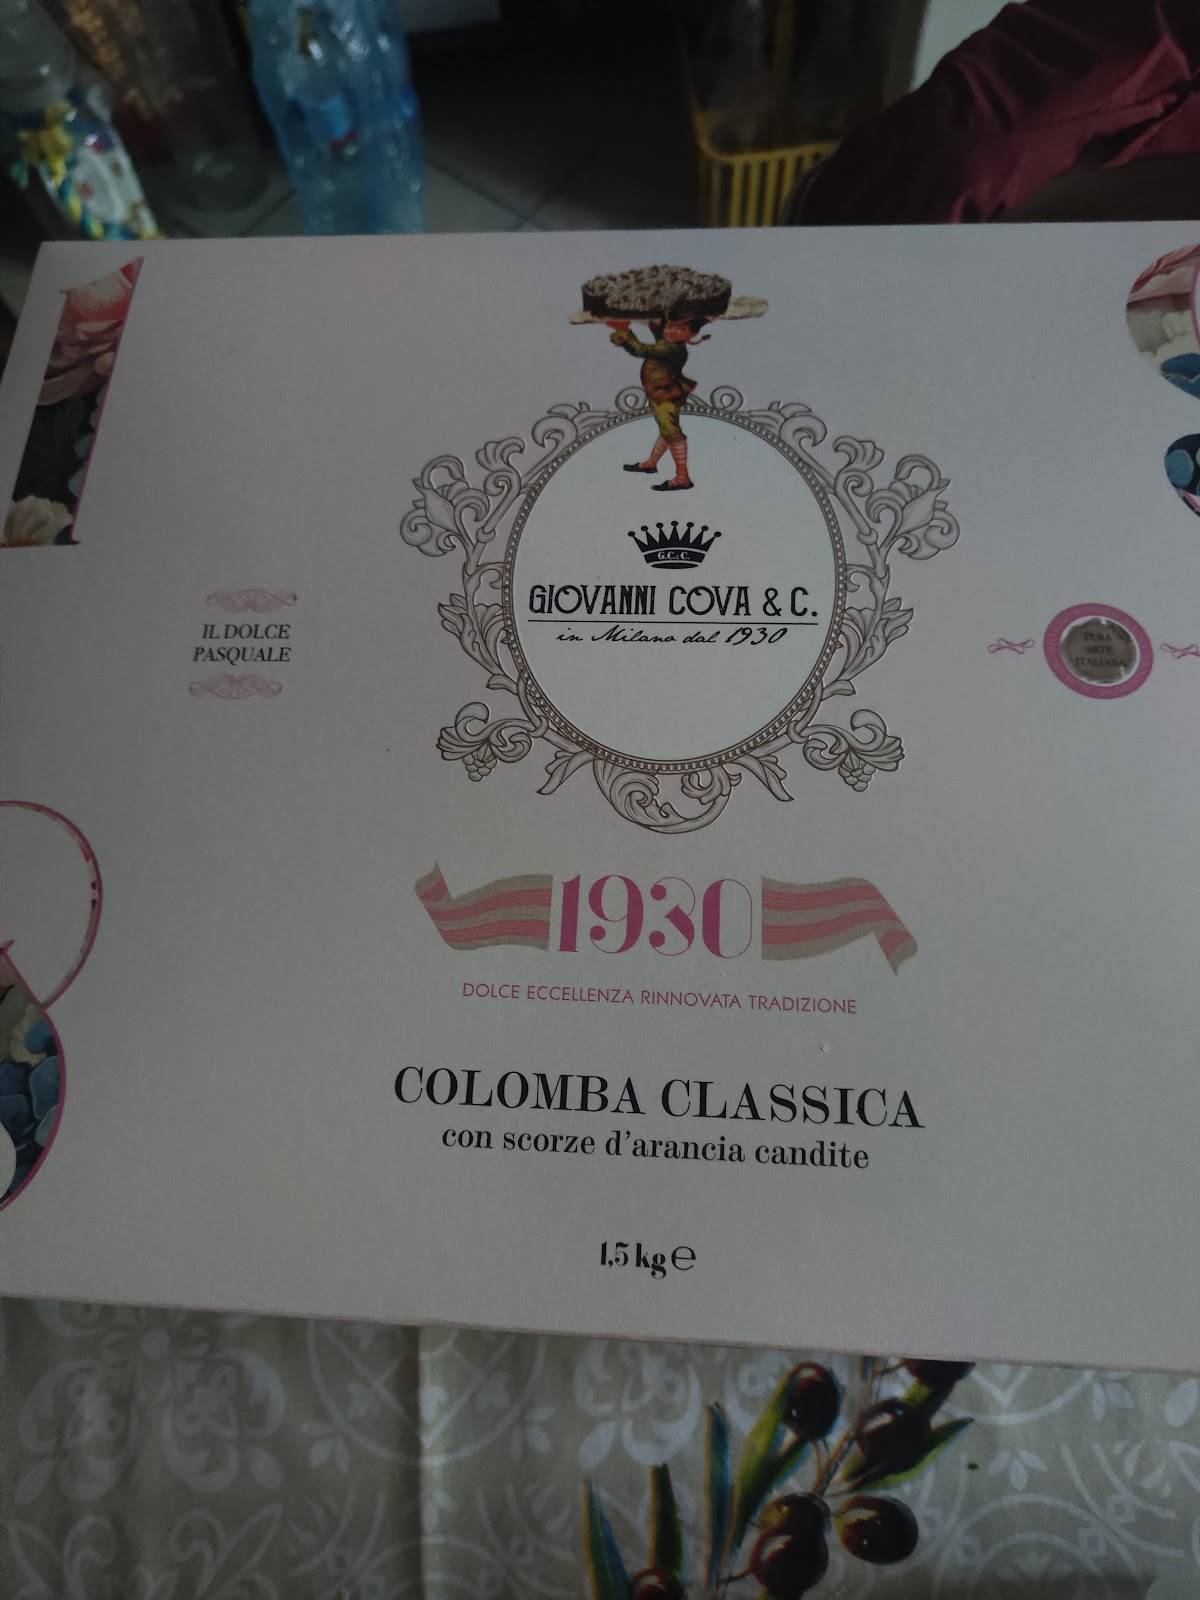 G.C.&C.
GIOVANNI COVA & C.
in Milano dal 1930
IL DOLCE
PASQUALE
PURA
ARTE
ITALIANA
1930
DOLCE ECCELLENZA RINNOVATA TRADIZIONE
COLOMBA CLASSICA
con scorze d'arancia candite
1,5 kg ℮